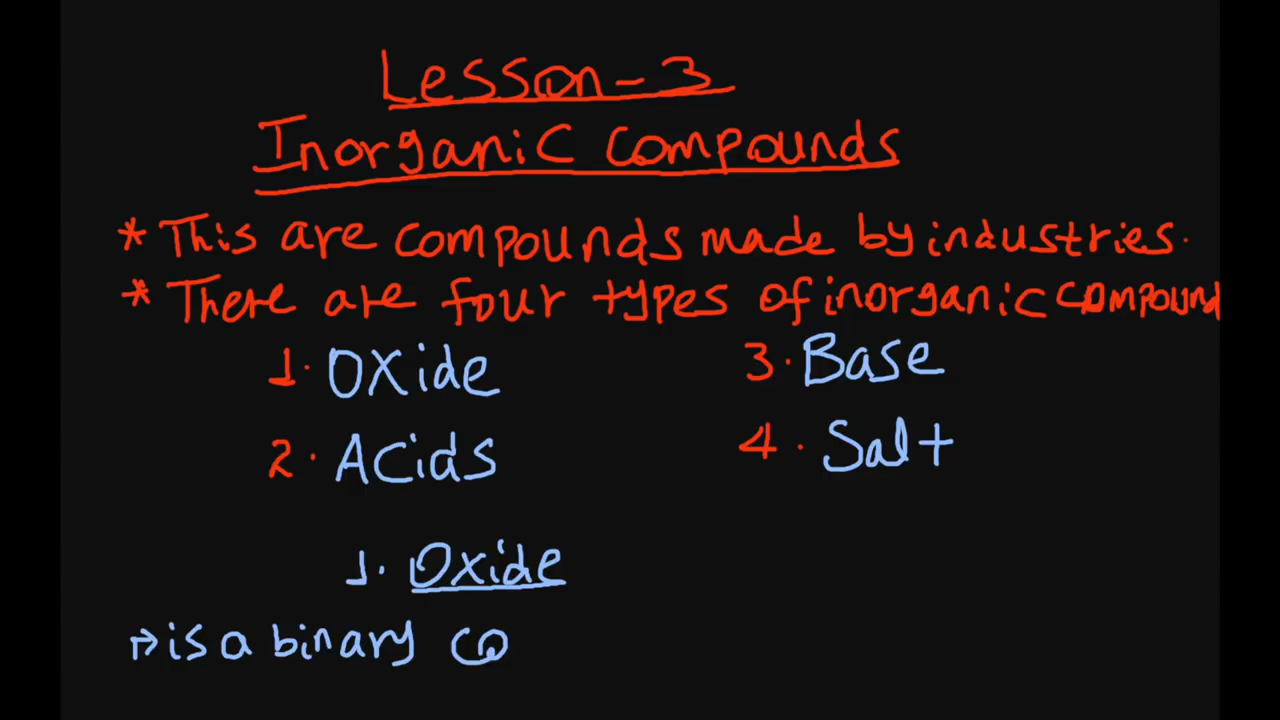 Lesson-3
Inorganic compounds
* This are compounds made by industries.
* There are four types of inorganic compound
1. Oxide 3. Base
2. Acids 4. Salt
1. Oxide
↱ is a binary co